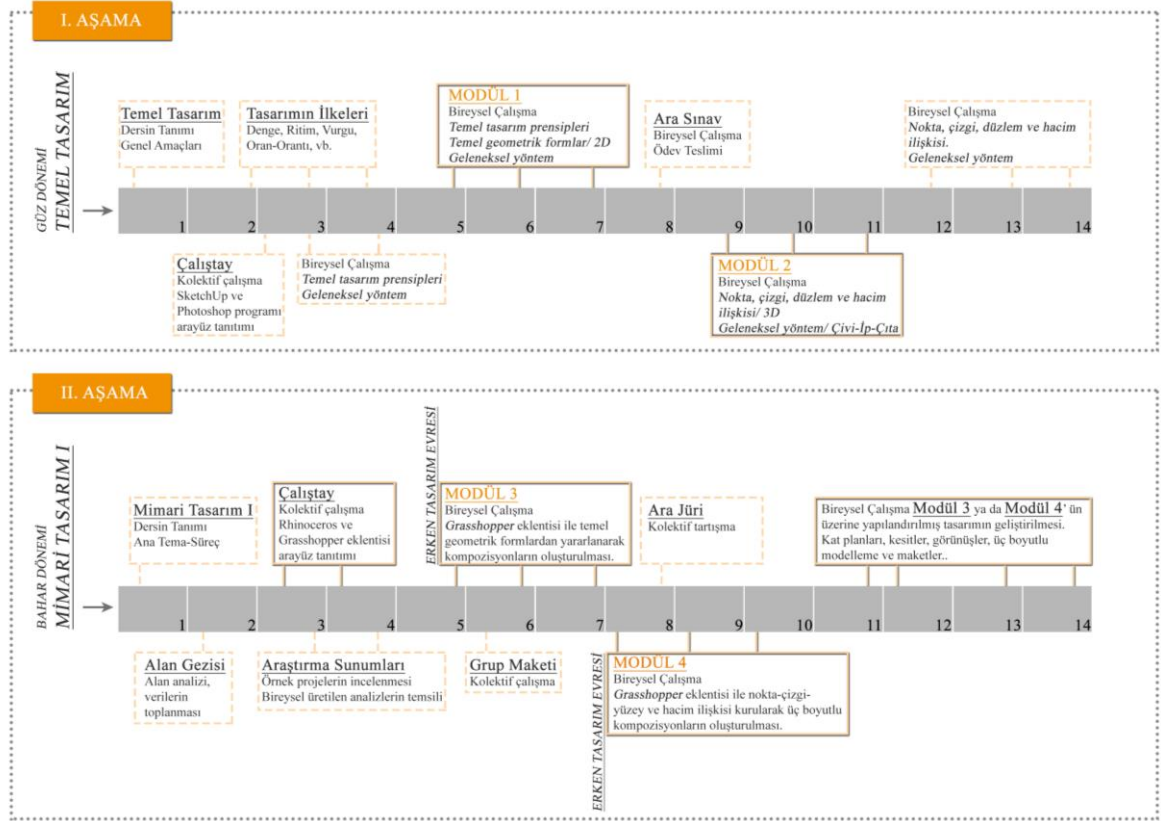 I. AŞAMA
GÜZ DÖNEMİ
TEMEL TASARIM
Temel Tasarım
Dersin Tanımı
Genel Amaçları
Tasarımın İlkeleri
Denge, Ritim, Vurgu,
Oran-Orantı, vb.
MODÜL 1
Bireysel Çalışma
Temel tasarım prensipleri
Temel geometrik formlar/ 2D
Geleneksel yöntem
Ara Sınav
Bireysel Çalışma
Ödev Teslimi
Bireysel Çalışma
Nokta, çizgi, düzlem ve hacim
ilişkisi.
Geleneksel yöntem
1 2 3 4 5 6 7 8 9 10 11 12 13 14
Çalıştay
Kolektif çalışma
SketchUp ve
Photoshop programı
arayüz tanıtımı
Bireysel Çalışma
Temel tasarım prensipleri
Geleneksel yöntem
MODÜL 2
Bireysel Çalışma
Nokta, çizgi, düzlem ve hacim
ilişkisi/ 3D
Geleneksel yöntem/ Çivi-İp-Çıta
II. AŞAMA
BAHAR DÖNEMİ
MİMARİ TASARIM I
Mimari Tasarım I
Dersin Tanımı
Ana Tema-Süreç
Çalıştay
Kolektif çalışma
Rhinoceros ve
Grasshopper eklentisi
arayüz tanıtımı
ERKEN TASARIM EVRESİ
MODÜL 3
Bireysel Çalışma
Grasshopper eklentisi ile temel
geometrik formlardan yararlanarak
kompozisyonların oluşturulması.
Ara Jüri
Kolektif tartışma
Bireysel Çalışma Modül 3 ya da Modül 4' ün
üzerine yapılandırılmış tasarımın geliştirilmesi.
Kat planları, kesitler, görünüşler, üç boyutlu
modelleme ve maketler..
1 2 3 4 5 6 7 8 9 10 11 12 13 14
Alan Gezisi
Alan analizi,
verilerin
toplanması
Araştırma Sunumları
Örnek projelerin incelenmesi
Bireysel üretilen analizlerin temsili
Grup Maketi
Kolektif çalışma
ERKEN TASARIM EVRESİ
MODÜL 4
Bireysel Çalışma
Grasshopper eklentisi ile nokta-çizgi-
yüzey ve hacim ilişkisi kurularak üç boyutlu
kompozisyonların oluşturulması.